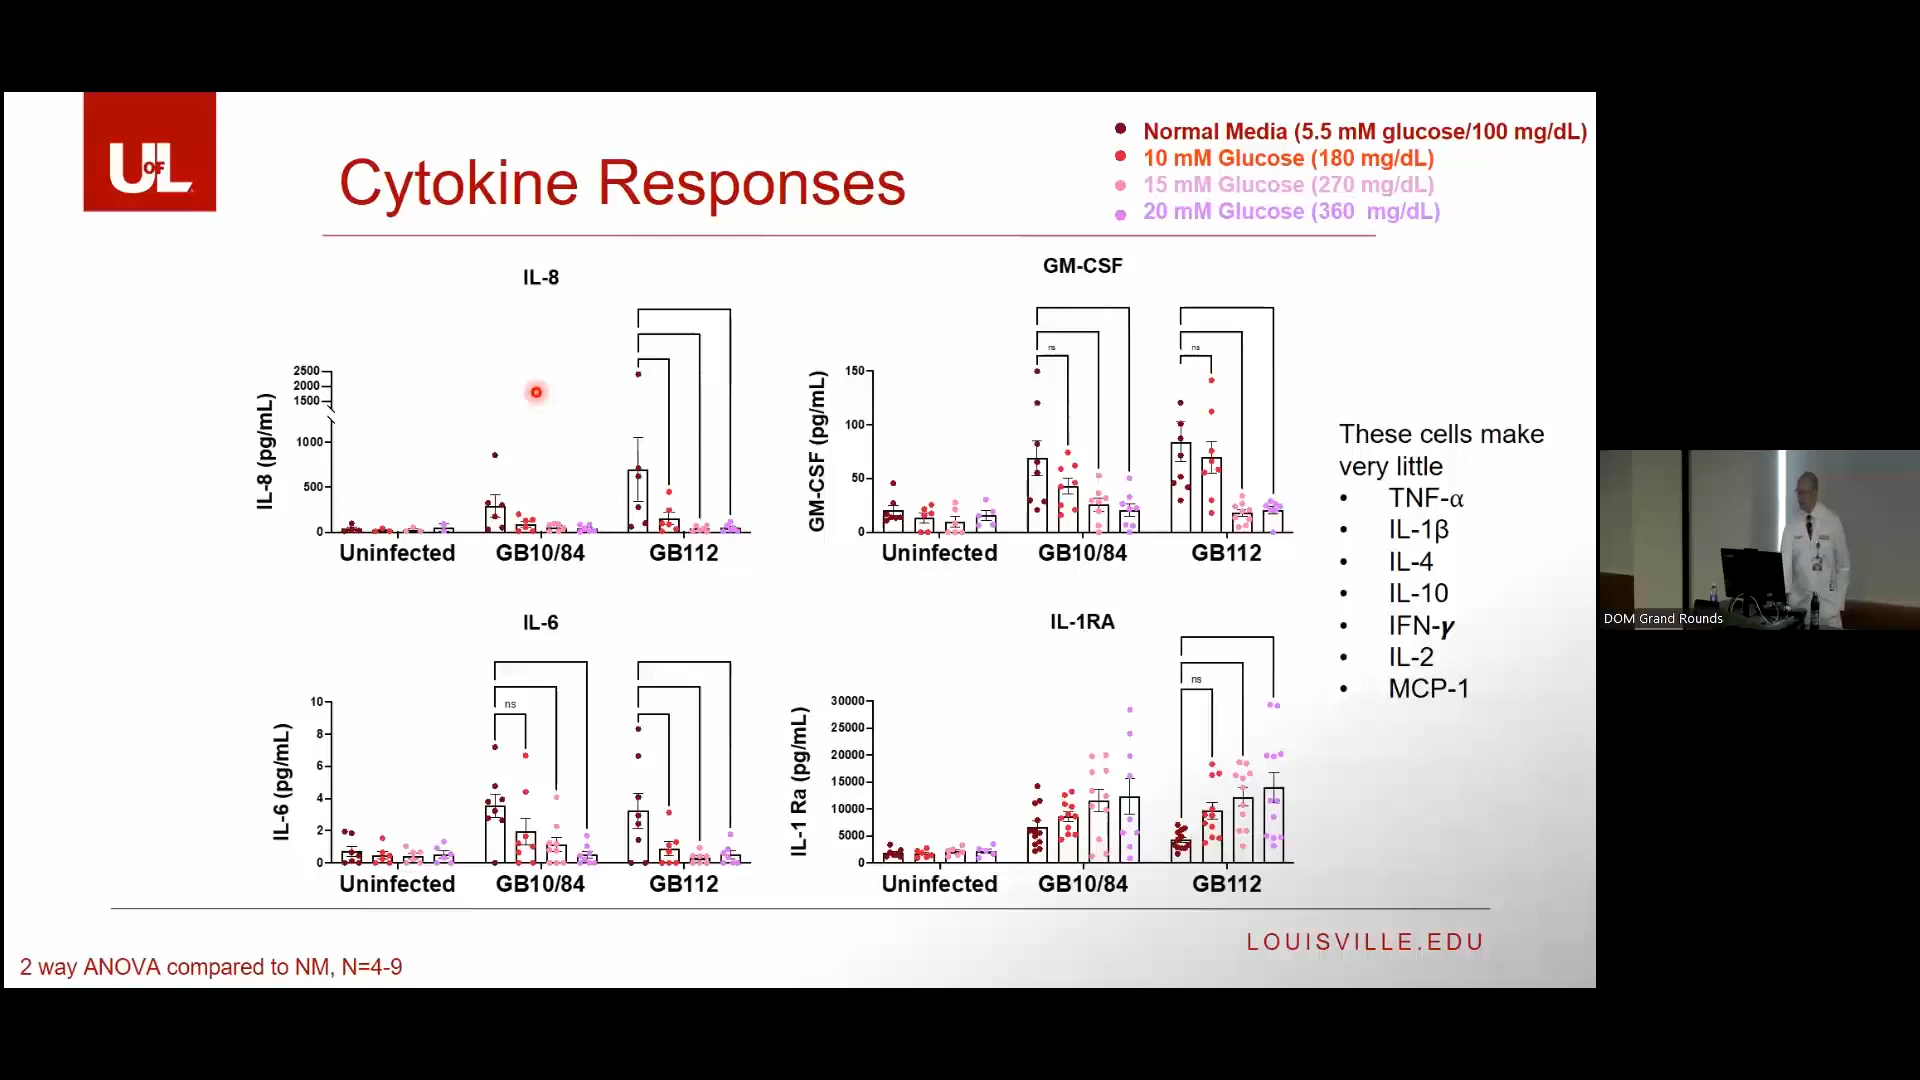 UofL
Cytokine Responses
Normal Media (5.5 mM glucose/100 mg/dL)
10 mM Glucose (180 mg/dL)
15 mM Glucose (270 mg/dL)
20 mM Glucose (360 mg/dL)
IL-8
IL-8 (pg/mL)
2500
2000
1500
1000
500
0
Uninfected GB10/84 GB112
GM-CSF
GM-CSF (pg/mL)
150
100
50
0
ns
ns
Uninfected GB10/84 GB112
IL-6
IL-6 (pg/mL)
10
8
6
4
2
0
ns
Uninfected GB10/84 GB112
IL-1RA
IL-1 Ra (pg/mL)
30000
25000
20000
15000
10000
5000
0
ns
Uninfected GB10/84 GB112
These cells make
very little
• TNF-α
• IL-1β
• IL-4
• IL-10
• IFN-γ
• IL-2
• MCP-1
LOUISVILLE.EDU
2 way ANOVA compared to NM, N=4-9
DOM Grand Rounds